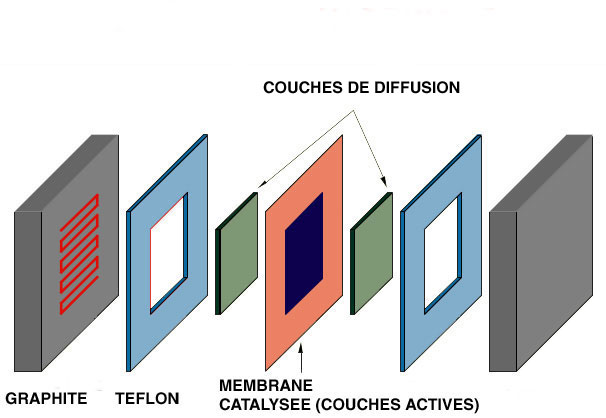 COUCHES DE DIFFUSION
GRAPHITE
TEFLON
MEMBRANE
CATALYSEE (COUCHES ACTIVES)